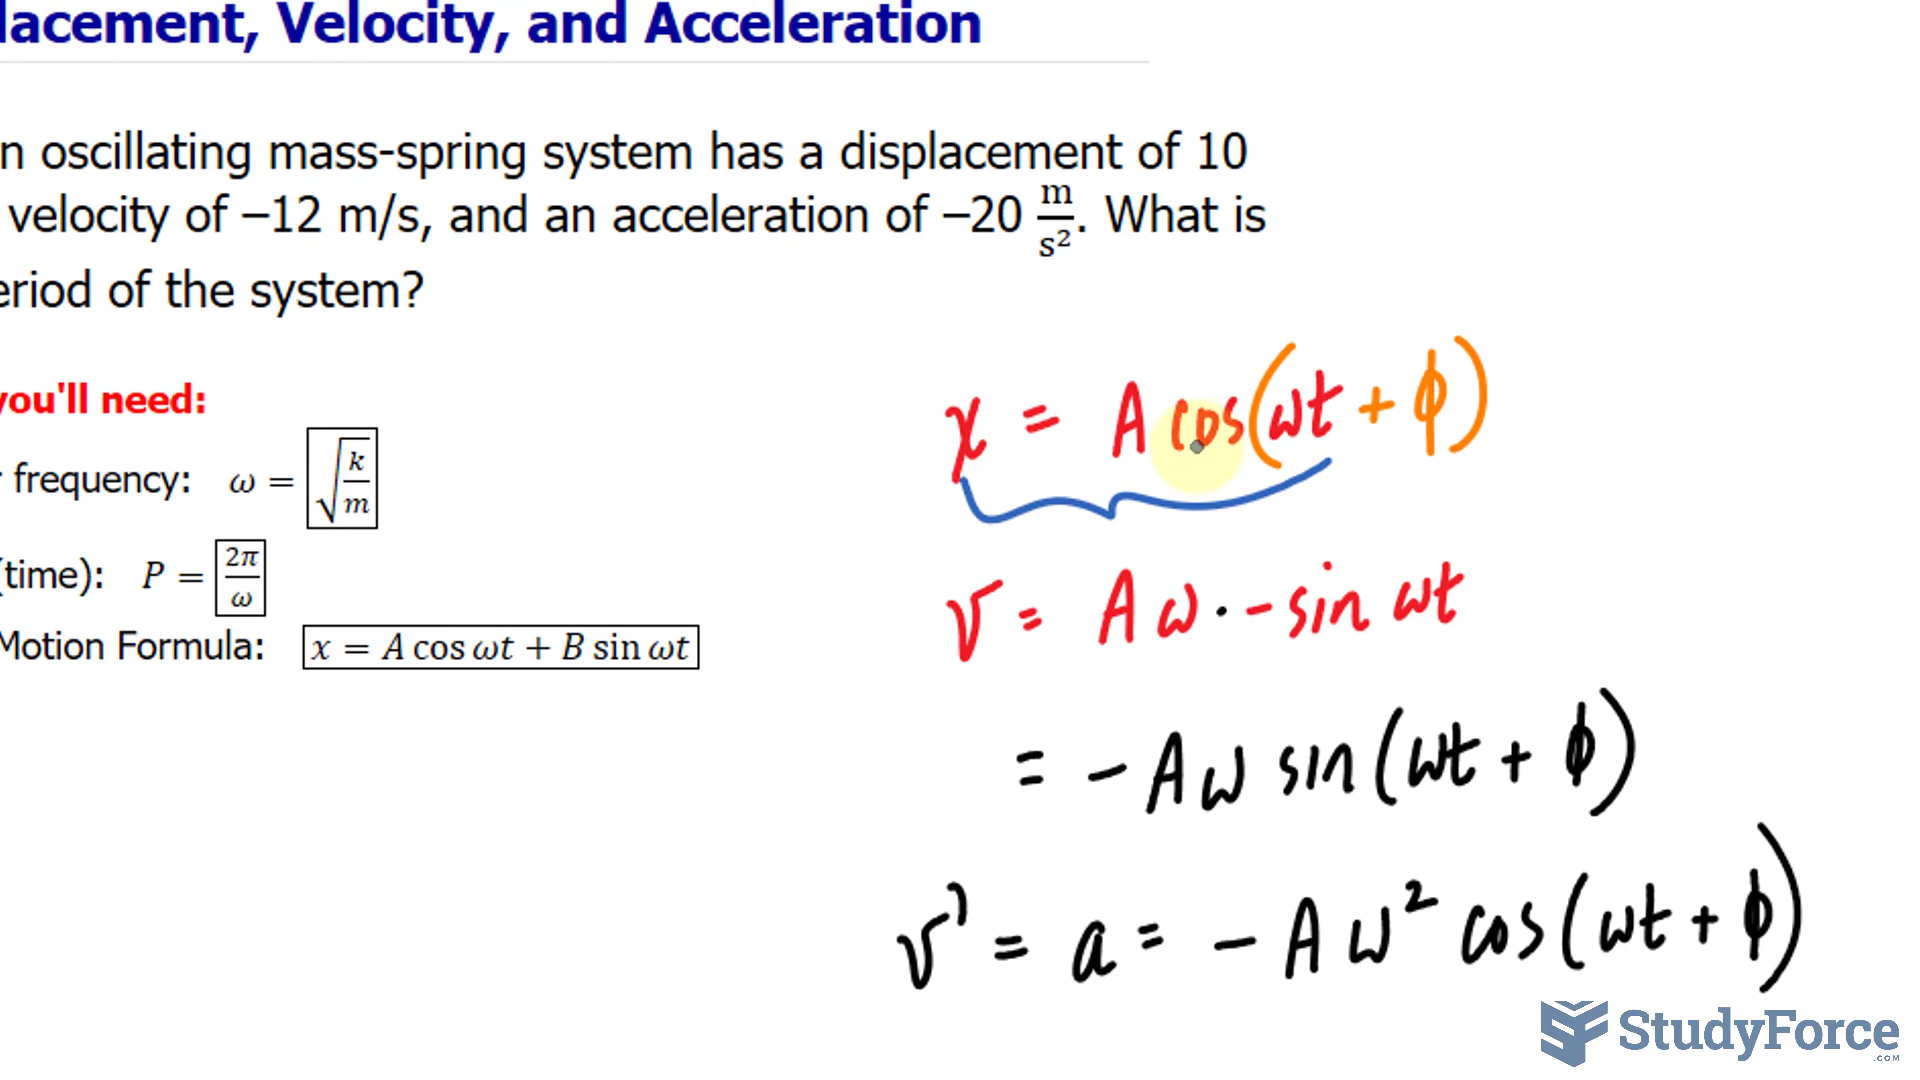 lacement, Velocity, and Acceleration
n oscillating mass-spring system has a displacement of 10
velocity of –12 m/s, and an acceleration of –20 m/s². What is
eriod of the system?
you'll need:
r frequency: ω = √(k/m)
(time): P = 2π/ω
Motion Formula: x = A cos ωt + B sin ωt
x = A cos(ωt + ϕ)
v = Aω · - sin ωt
= - Aω sin(ωt + ϕ)
v' = a = - Aω² cos(ωt + ϕ)
StudyForce
.COM